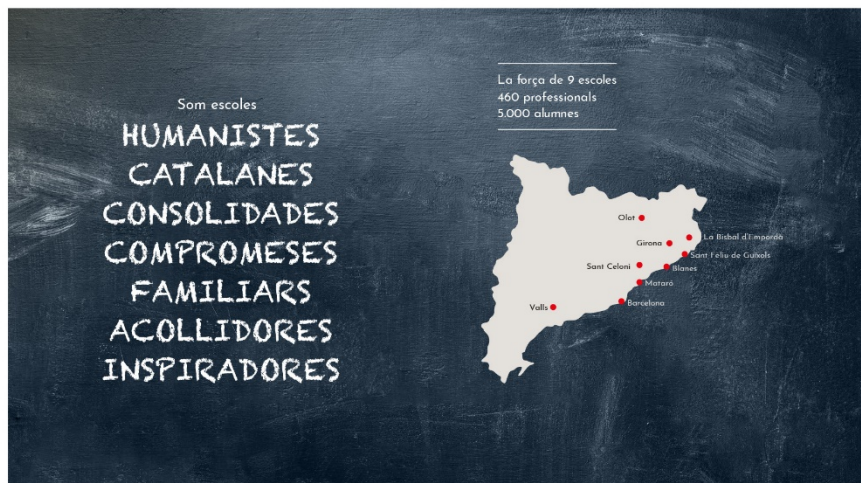 Som escoles
HUMANISTES
CATALANES
CONSOLIDADES
COMPROMESES
FAMILIARS
ACOLLIDORES
INSPIRADORES
La força de 9 escoles
460 professionals
5.000 alumnes
Olot
Girona
La Bisbal d'Empordà
Sant Feliu de Guíxols
Sant Celoni
Blanes
Mataró
Barcelona
Valls